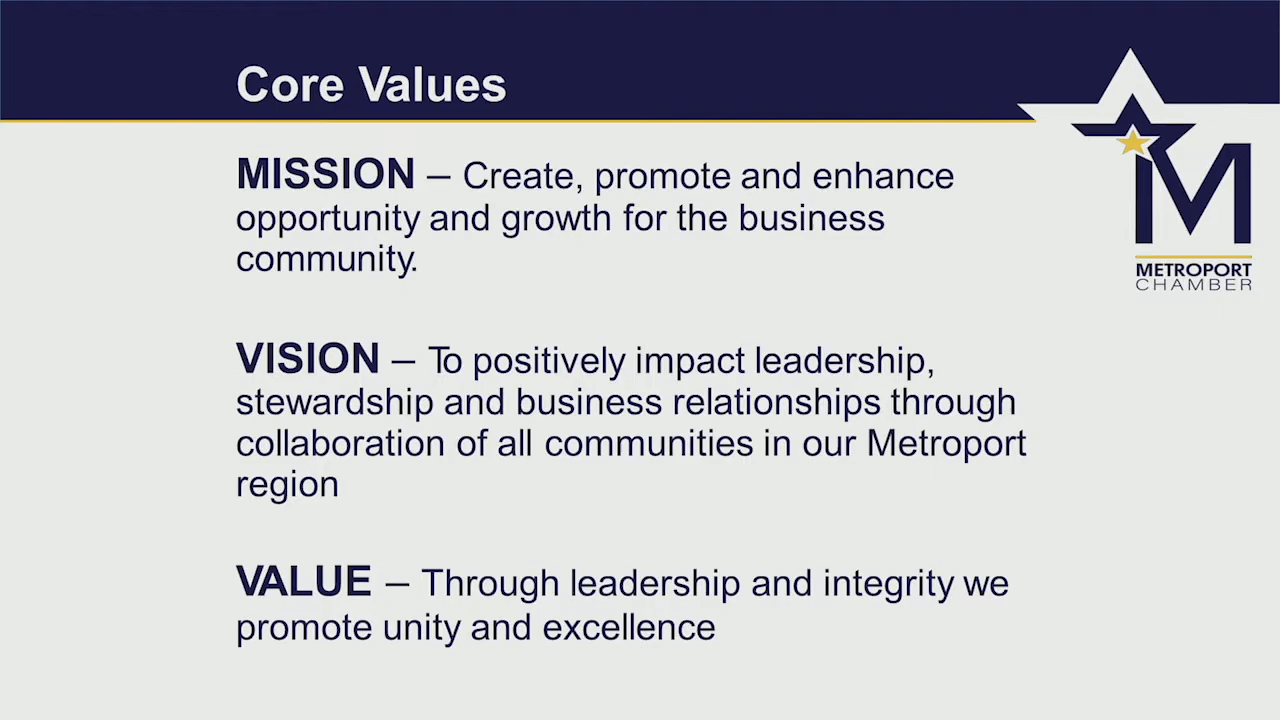 Core Values
MISSION – Create, promote and enhance
opportunity and growth for the business
community.
VISION – To positively impact leadership,
stewardship and business relationships through
collaboration of all communities in our Metroport
region
VALUE – Through leadership and integrity we
promote unity and excellence
M
METROPORT
CHAMBER